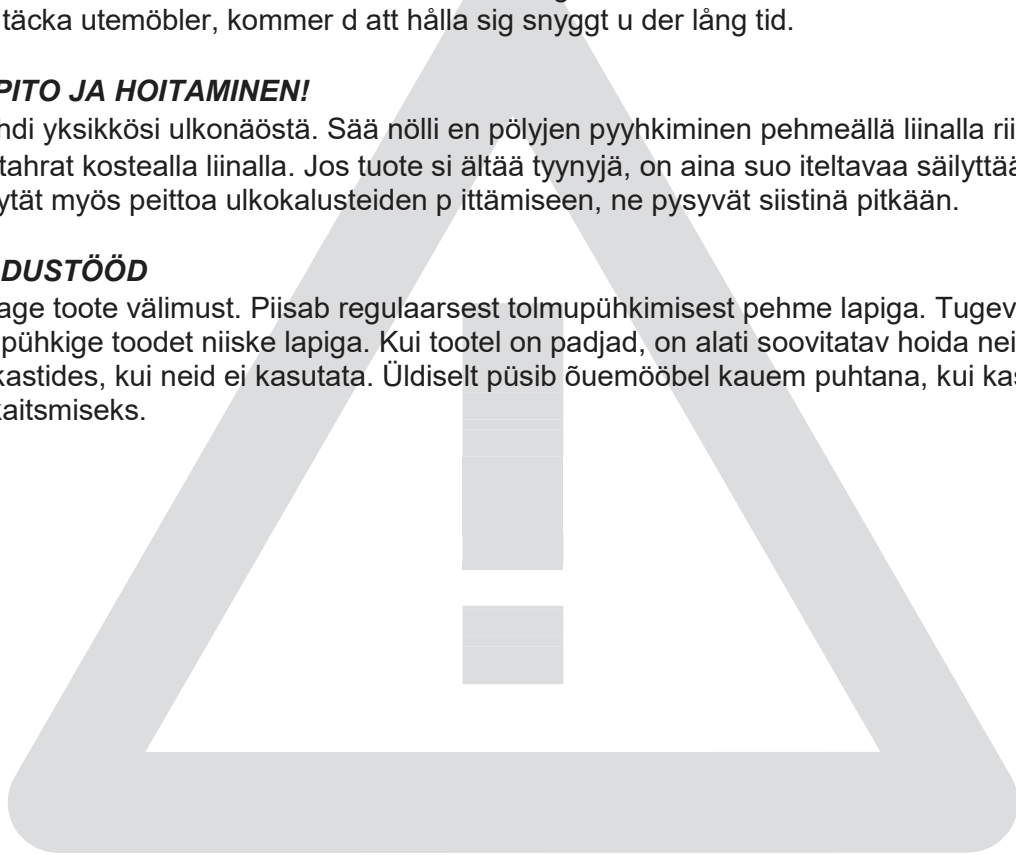 täcka utemöbler, kommer d att hålla sig snyggt u der lång tid.
PITO JA HOITAMINEN!
hdi yksikkösi ulkonäöstä. Sää nölli en pölyjen pyyhkiminen pehmeällä liinalla rii
tahrat kostealla liinalla. Jos tuote si ältää tyynyjä, on aina suo iteltavaa säilyttää
ytät myös peittoa ulkokalusteiden p ittämiseen, ne pysyvät siistinä pitkään.
DUSTÖÖD
age toote välimust. Piisab regulaarsest tolmupühkimisest pehme lapiga. Tugev
pühkige toodet niiske lapiga. Kui tootel on padjad, on alati soovitatav hoida nei
kastides, kui neid ei kasutata. Üldiselt püsib õuemööbel kauem puhtana, kui kas
kaitsmiseks.